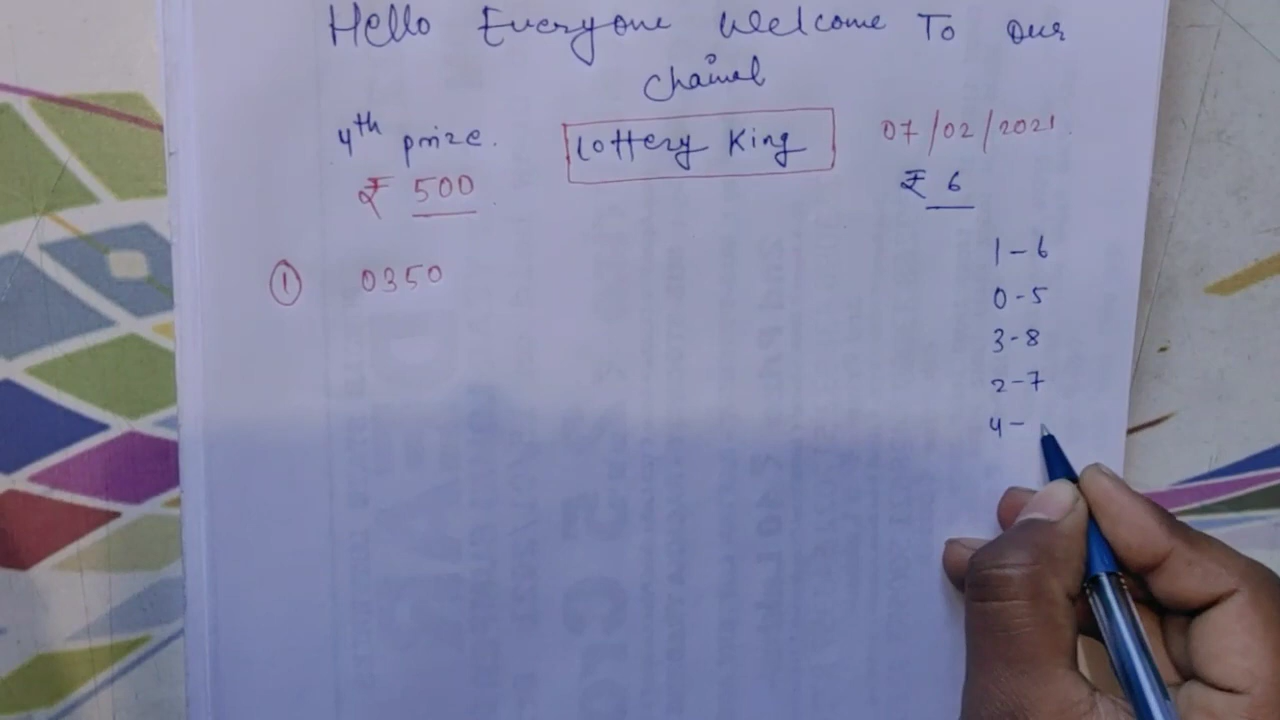 Hello Everyone Welcome To Our
Channel
4th prize.
Lottery King
07/02/2021.
₹ 500
₹ 6
1 - 6
① 0350
0 - 5
3 - 8
2 - 7
4 -